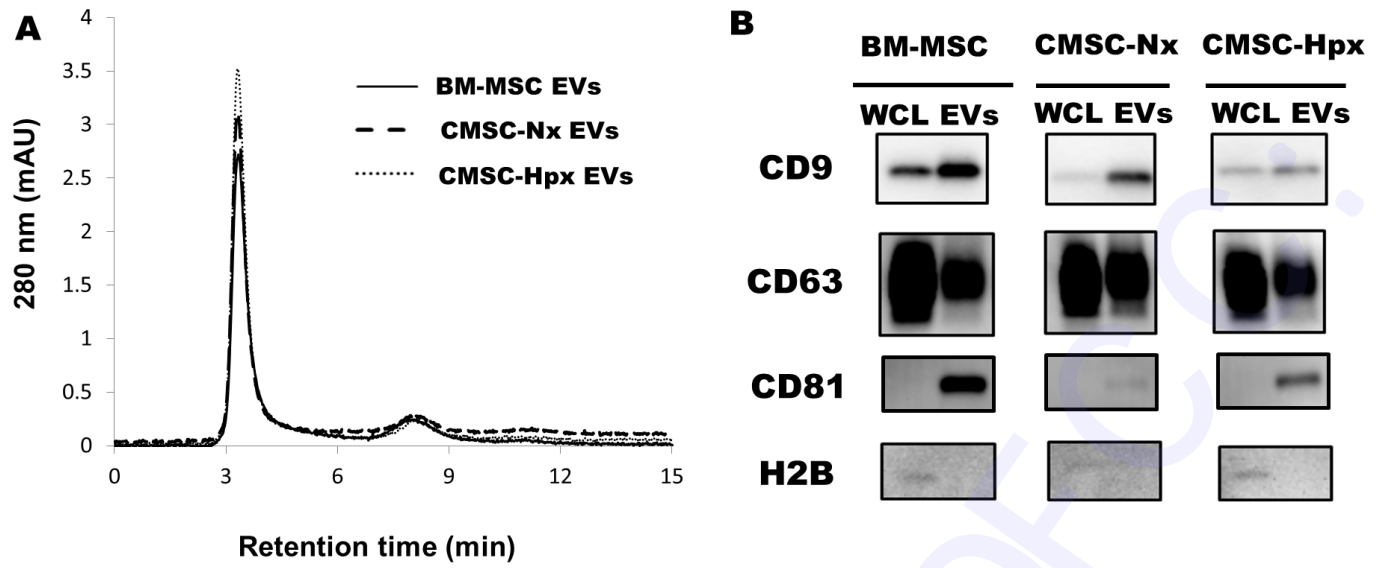 A
4
3.5
3
2.5
2
1.5
1
0.5
0
280 nm (mAU)
BM-MSC EVs
CMSC-Nx EVs
CMSC-Hpx EVs
0 3 6 9 12 15
Retention time (min)
B
BM-MSC CMSC-Nx CMSC-Hpx
WCL EVs WCL EVs WCL EVs
CD9
CD63
CD81
H2B